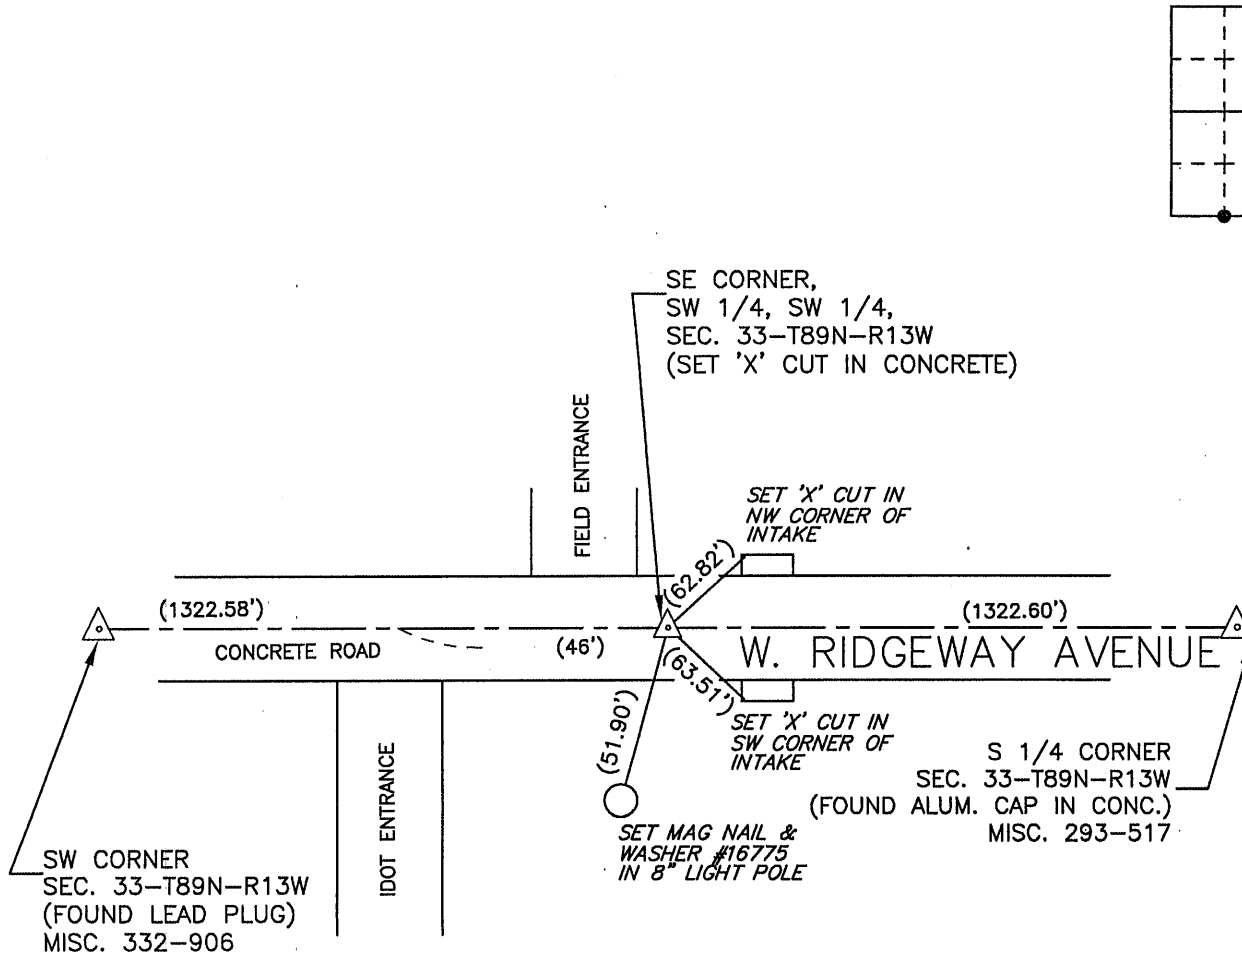 SE CORNER,
SW 1/4, SW 1/4,
SEC. 33-T89N-R13W
(SET 'X' CUT IN CONCRETE)
FIELD ENTRANCE
SET 'X' CUT IN
NW CORNER OF
INTAKE
(62.82')
(1322.58')
(1322.60')
CONCRETE ROAD
(46')
W. RIDGEWAY AVENUE
(63.51')
(51.90')
SET 'X' CUT IN
SW CORNER OF
INTAKE
S 1/4 CORNER
SEC. 33-T89N-R13W
(FOUND ALUM. CAP IN CONC.)
MISC. 293-517
IDOT ENTRANCE
SET MAG NAIL &
WASHER #16775
IN 8" LIGHT POLE
SW CORNER
SEC. 33-T89N-R13W
(FOUND LEAD PLUG)
MISC. 332-906